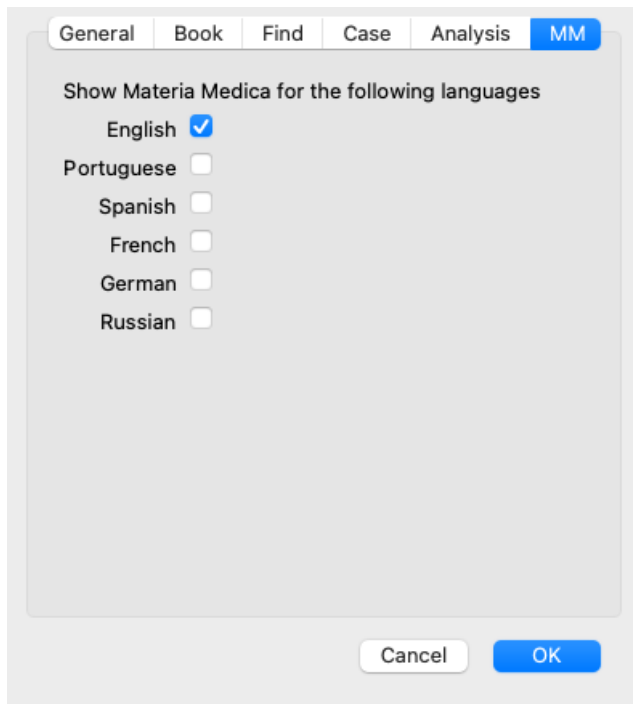 General Book Find Case Analysis MM
Show Materia Medica for the following languages
English
Portuguese
Spanish
French
German
Russian
Cancel OK